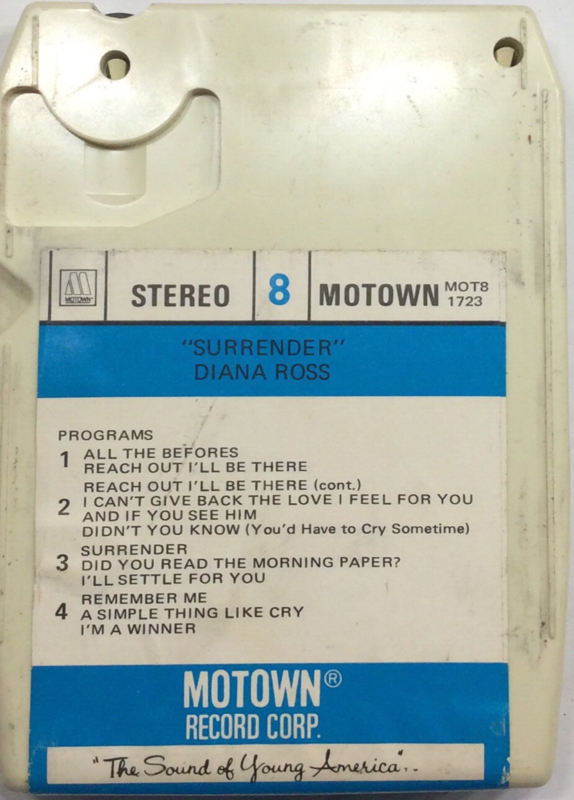 MOTOWN
STEREO 8 MOTOWN MOT8 1723
"SURRENDER"
DIANA ROSS
PROGRAMS
1 ALL THE BEFORES
REACH OUT I'LL BE THERE
REACH OUT I'LL BE THERE (cont.)
2 I CAN'T GIVE BACK THE LOVE I FEEL FOR YOU
AND IF YOU SEE HIM
DIDN'T YOU KNOW (You'd Have to Cry Sometime)
3 SURRENDER
DID YOU READ THE MORNING PAPER?
I'LL SETTLE FOR YOU
4 REMEMBER ME
A SIMPLE THING LIKE CRY
I'M A WINNER
MOTOWN®
RECORD CORP.
"The Sound of Young America"..